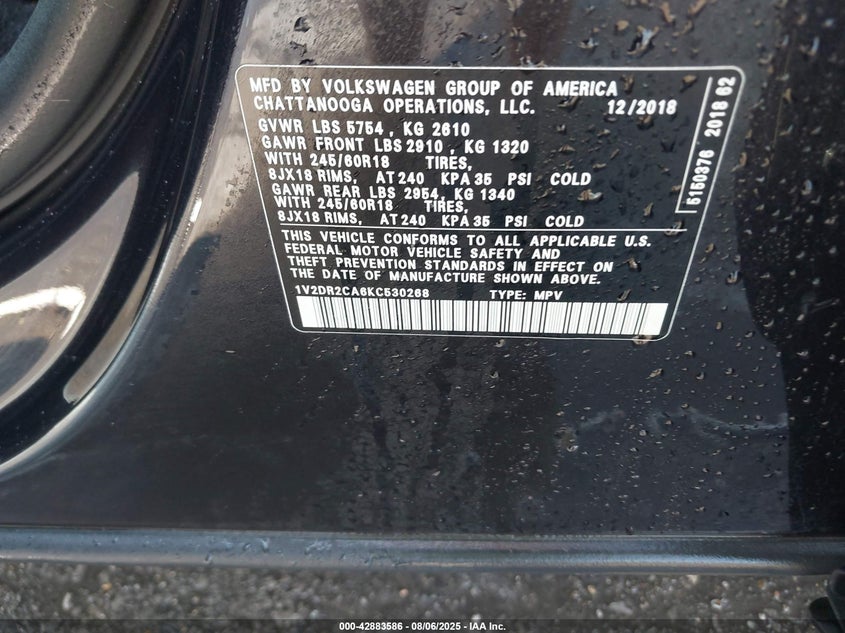 MFD BY VOLKSWAGEN GROUP OF AMERICA
CHATTANOOGA OPERATIONS, LLC. 12/2018
GVWR LBS 5754 , KG 2610
GAWR FRONT LBS 2910 , KG 1320
WITH 245/60R18 TIRES,
8JX18 RIMS, AT 240 KPA 35 PSI COLD
GAWR REAR LBS 2954, KG 1340
WITH 245/60R18 TIRES,
8JX18 RIMS, AT 240 KPA 35 PSI COLD
THIS VEHICLE CONFORMS TO ALL APPLICABLE U.S.
FEDERAL MOTOR VEHICLE SAFETY AND
THEFT PREVENTION STANDARDS IN EFFECT ON
THE DATE OF MANUFACTURE SHOWN ABOVE.
1V2DR2CA6KC530268 TYPE: MPV
5150376 2018 62
000-42883586 - 08/06/2025 - IAA Inc.